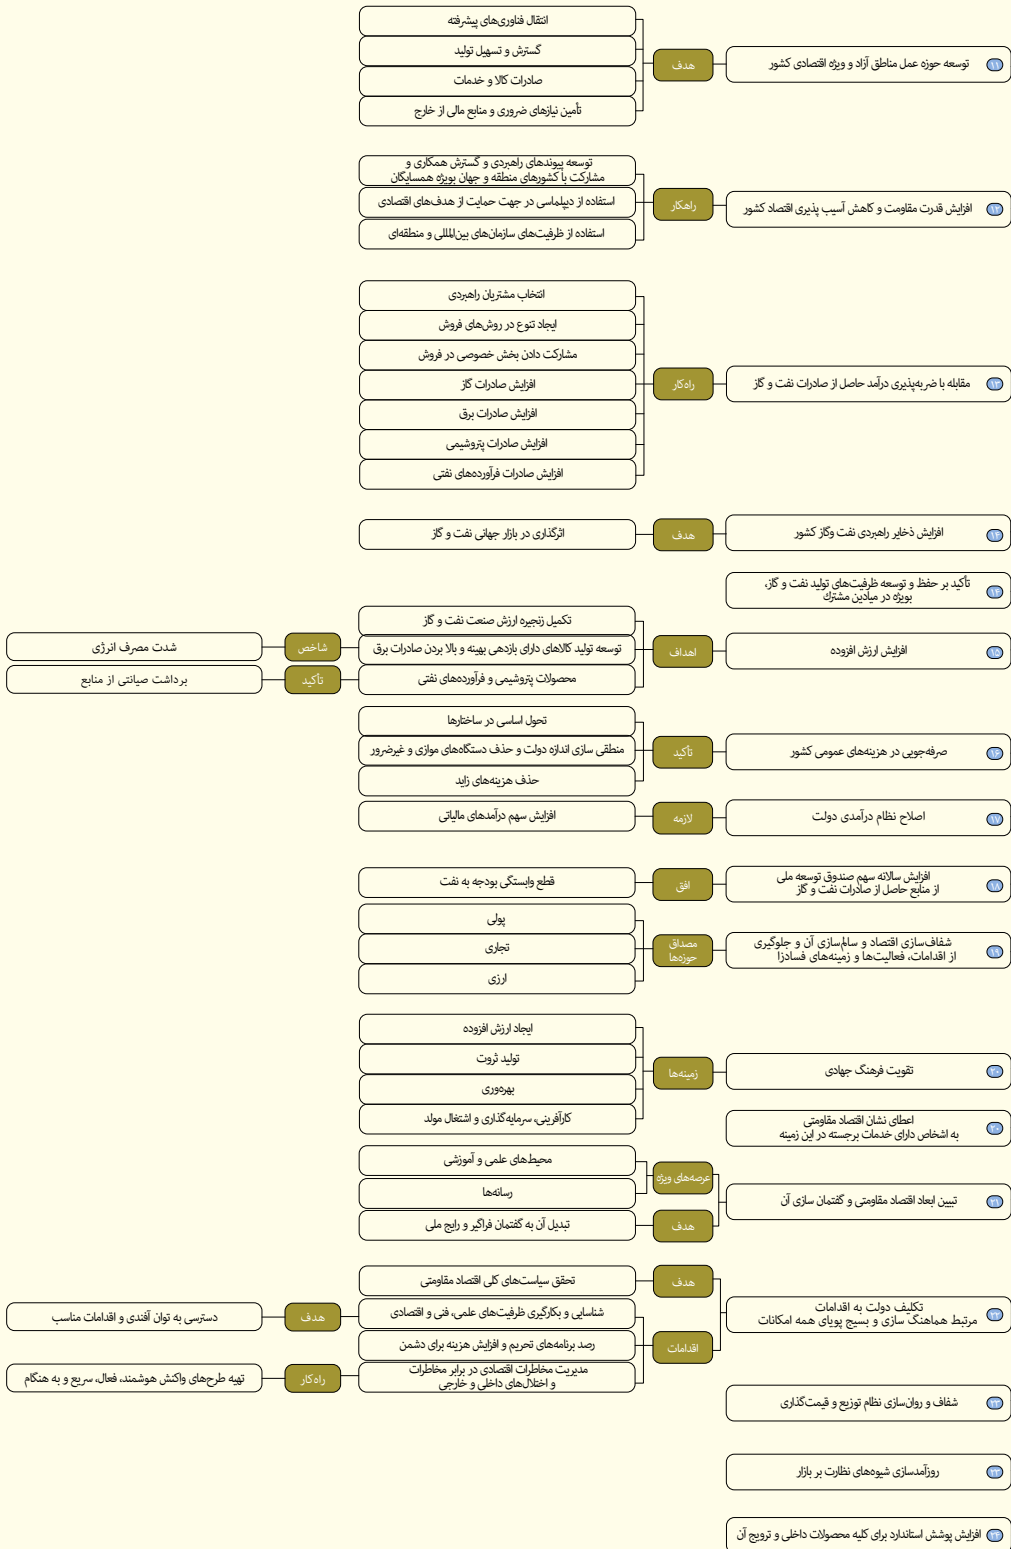 ۱۱ توسعه حوزه عمل مناطق آزاد و ویژه اقتصادی کشور
هدف
انتقال فناوری‌های پیشرفته
گسترش و تسهیل تولید
صادرات کالا و خدمات
تأمین نیازهای ضروری و منابع مالی از خارج
۱۲ افزایش قدرت مقاومت و کاهش آسیب پذیری اقتصاد کشور
راهکار
توسعه پیوندهای راهبردی و گسترش همکاری و
مشارکت با کشورهای منطقه و جهان بویژه همسایگان
استفاده از دیپلماسی در جهت حمایت از هدف‌های اقتصادی
استفاده از ظرفیت‌های سازمان‌های بین‌المللی و منطقه‌ای
۱۳ مقابله با ضربه‌پذیری درآمد حاصل از صادرات نفت و گاز
راه‌کار
انتخاب مشتریان راهبردی
ایجاد تنوع در روش‌های فروش
مشارکت دادن بخش خصوصی در فروش
افزایش صادرات گاز
افزایش صادرات برق
افزایش صادرات پتروشیمی
افزایش صادرات فرآورده‌های نفتی
۱۴ افزایش ذخایر راهبردی نفت وگاز کشور
هدف
اثرگذاری در بازار جهانی نفت و گاز
۱۴ تأکید بر حفظ و توسعه ظرفیت‌های تولید نفت و گاز،
بویژه در میادین مشترك
۱۵ افزایش ارزش افزوده
اهداف
تکمیل زنجیره ارزش صنعت نفت و گاز
توسعه تولید کالاهای دارای بازدهی بهینه و بالا بردن صادرات برق
محصولات پتروشیمی و فرآورده‌های نفتی
شاخص
شدت مصرف انرژی
تأکید
برداشت صیانتی از منابع
۱۶ صرفه‌جویی در هزینه‌های عمومی کشور
تأکید
تحول اساسی در ساختارها
منطقی سازی اندازه دولت و حذف دستگاه‌های موازی و غیرضرور
حذف هزینه‌های زاید
۱۷ اصلاح نظام درآمدی دولت
لازمه
افزایش سهم درآمدهای مالیاتی
۱۸ افزایش سالانه سهم صندوق توسعه ملی
از منابع حاصل از صادرات نفت و گاز
افق
قطع وابستگی بودجه به نفت
۱۹ شفاف‌سازی اقتصاد و سالم‌سازی آن و جلوگیری
از اقدامات، فعالیت‌ها و زمینه‌های فسادزا
مصداق
حوزه‌ها
پولی
تجاری
ارزی
۲۰ تقویت فرهنگ جهادی
زمینه‌ها
ایجاد ارزش افزوده
تولید ثروت
بهره‌وری
کارآفرینی، سرمایه‌گذاری و اشتغال مولد
۲۰ اعطای نشان اقتصاد مقاومتی
به اشخاص دارای خدمات برجسته در این زمینه
۲۱ تبیین ابعاد اقتصاد مقاومتی و گفتمان سازی آن
عرصه‌های ویژه
محیط‌های علمی و آموزشی
رسانه‌ها
هدف
تبدیل آن به گفتمان فراگیر و رایج ملی
۲۲ تکلیف دولت به اقدامات
مرتبط هماهنگ سازی و بسیج پویای همه امکانات
هدف
تحقق سیاست‌های کلی اقتصاد مقاومتی
اقدامات
شناسایی و بکارگیری ظرفیت‌های علمی، فنی و اقتصادی
رصد برنامه‌های تحریم و افزایش هزینه برای دشمن
مدیریت مخاطرات اقتصادی در برابر مخاطرات
و اختلال‌های داخلی و خارجی
هدف
دسترسی به توان آفندی و اقدامات مناسب
راه‌کار
تهیه طرح‌های واکنش هوشمند، فعال، سریع و به هنگام
۲۳ شفاف و روان‌سازی نظام توزیع و قیمت‌گذاری
۲۳ روزآمدسازی شیوه‌های نظارت بر بازار
۲۴ افزایش پوشش استاندارد برای کلیه محصولات داخلی و ترویج آن